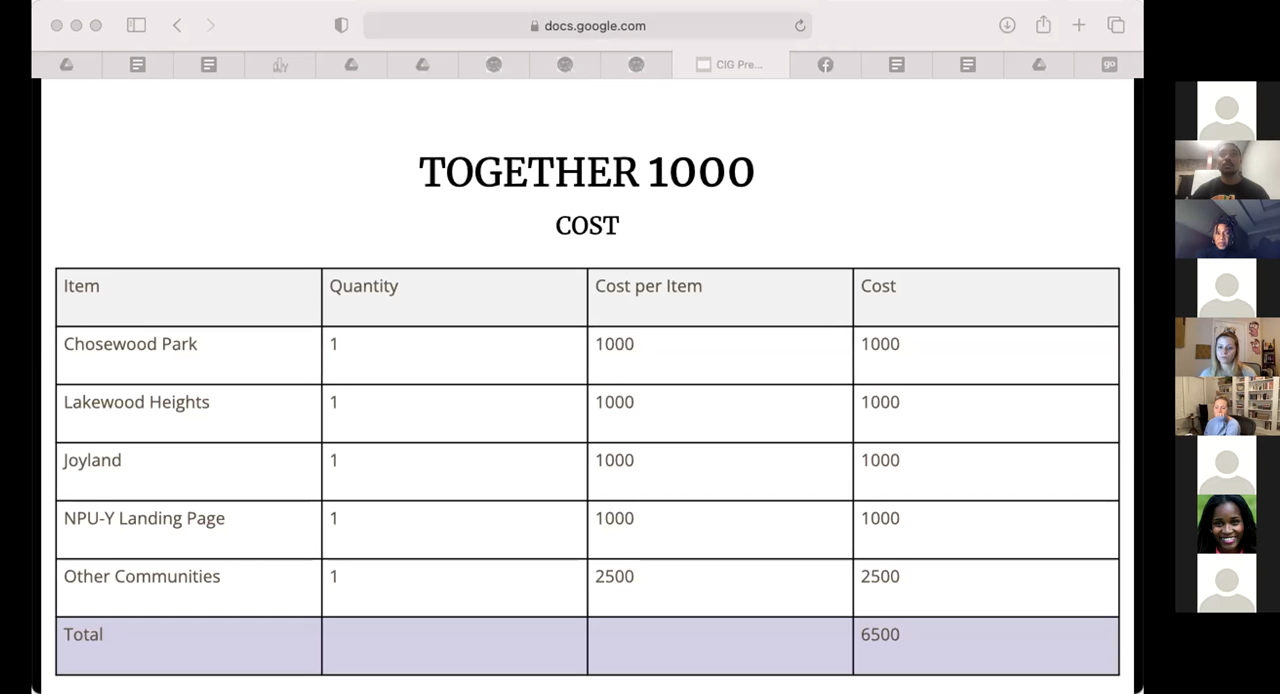 docs.google.com
CIG Pre...
go
TOGETHER 1000
COST
Item Quantity Cost per Item Cost
Chosewood Park 1 1000 1000
Lakewood Heights 1 1000 1000
Joyland 1 1000 1000
NPU-Y Landing Page 1 1000 1000
Other Communities 1 2500 2500
Total 6500